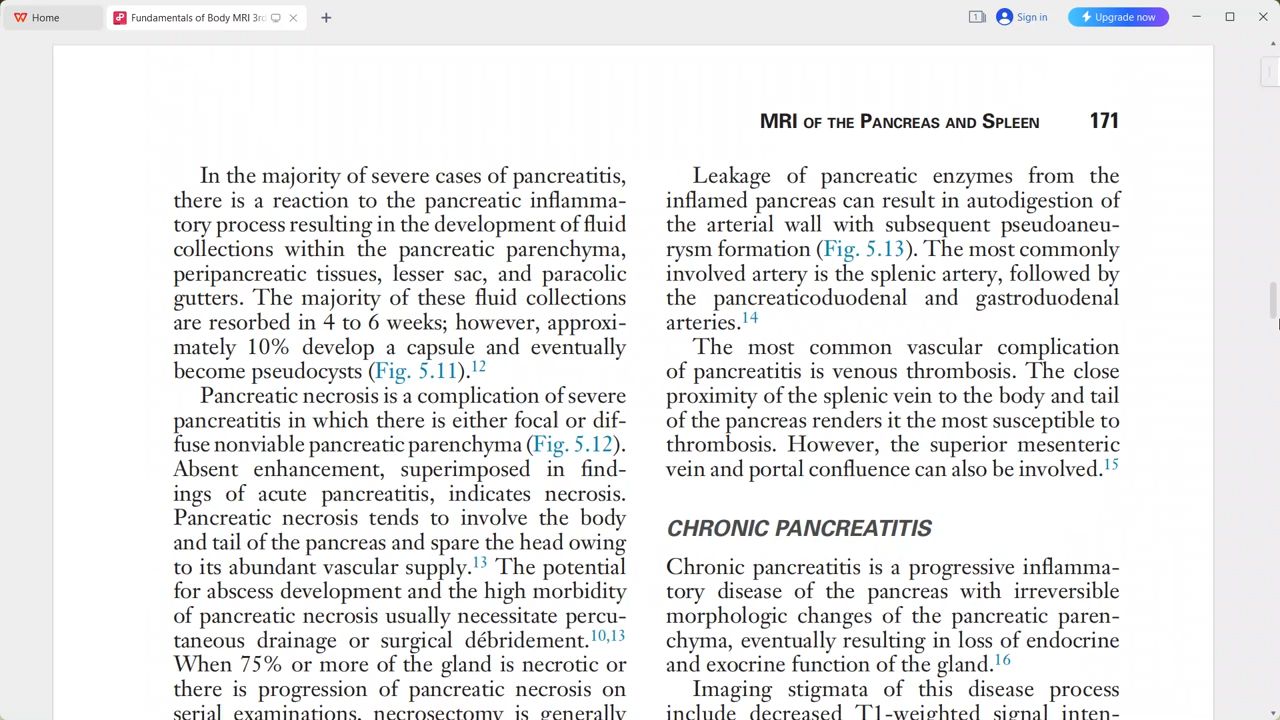 Home
Fundamentals of Body MRI 3rd
1
Sign in
Upgrade now
MRI OF THE PANCREAS AND SPLEEN 171
In the majority of severe cases of pancreatitis,
there is a reaction to the pancreatic inflamma-
tory process resulting in the development of fluid
collections within the pancreatic parenchyma,
peripancreatic tissues, lesser sac, and paracolic
gutters. The majority of these fluid collections
are resorbed in 4 to 6 weeks; however, approxi-
mately 10% develop a capsule and eventually
become pseudocysts (Fig. 5.11).12
Pancreatic necrosis is a complication of severe
pancreatitis in which there is either focal or dif-
fuse nonviable pancreatic parenchyma (Fig. 5.12).
Absent enhancement, superimposed in find-
ings of acute pancreatitis, indicates necrosis.
Pancreatic necrosis tends to involve the body
and tail of the pancreas and spare the head owing
to its abundant vascular supply.13 The potential
for abscess development and the high morbidity
of pancreatic necrosis usually necessitate percu-
taneous drainage or surgical débridement.10,13
When 75% or more of the gland is necrotic or
there is progression of pancreatic necrosis on
serial examinations, necrosectomy is generally
Leakage of pancreatic enzymes from the
inflamed pancreas can result in autodigestion of
the arterial wall with subsequent pseudoaneu-
rysm formation (Fig. 5.13). The most commonly
involved artery is the splenic artery, followed by
the pancreaticoduodenal and gastroduodenal
arteries.14
The most common vascular complication
of pancreatitis is venous thrombosis. The close
proximity of the splenic vein to the body and tail
of the pancreas renders it the most susceptible to
thrombosis. However, the superior mesenteric
vein and portal confluence can also be involved.15
CHRONIC PANCREATITIS
Chronic pancreatitis is a progressive inflamma-
tory disease of the pancreas with irreversible
morphologic changes of the pancreatic paren-
chyma, eventually resulting in loss of endocrine
and exocrine function of the gland.16
Imaging stigmata of this disease process
include decreased T1-weighted signal inten-